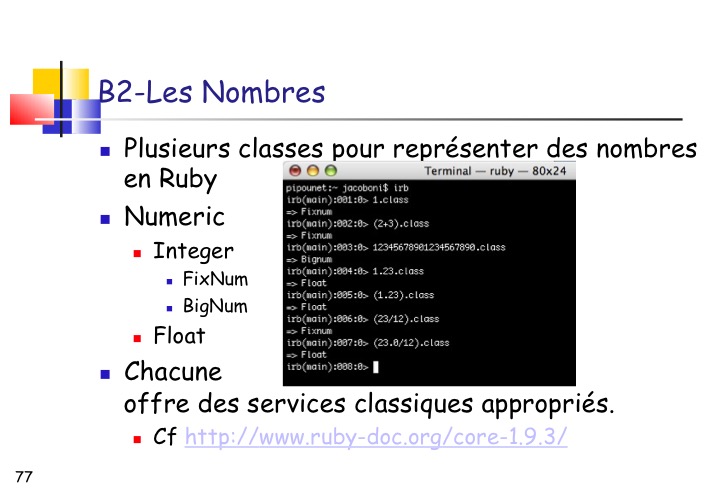 B2-Les Nombres
Plusieurs classes pour représenter des nombres
en Ruby
Numeric
Integer
FixNum
BigNum
Float
Terminal — ruby — 80x24
pipounet:~ jacoboni$ irb
irb(main):001:0> 1.class
=> Fixnum
irb(main):002:0> (2+3).class
=> Fixnum
irb(main):003:0> 12345678901234567890.class
=> Bignum
irb(main):004:0> 1.23.class
=> Float
irb(main):005:0> (1.23).class
=> Float
irb(main):006:0> (23/12).class
=> Fixnum
irb(main):007:0> (23.0/12).class
=> Float
irb(main):008:0>
Chacune
offre des services classiques appropriés.
Cf http://www.ruby-doc.org/core-1.9.3/
77